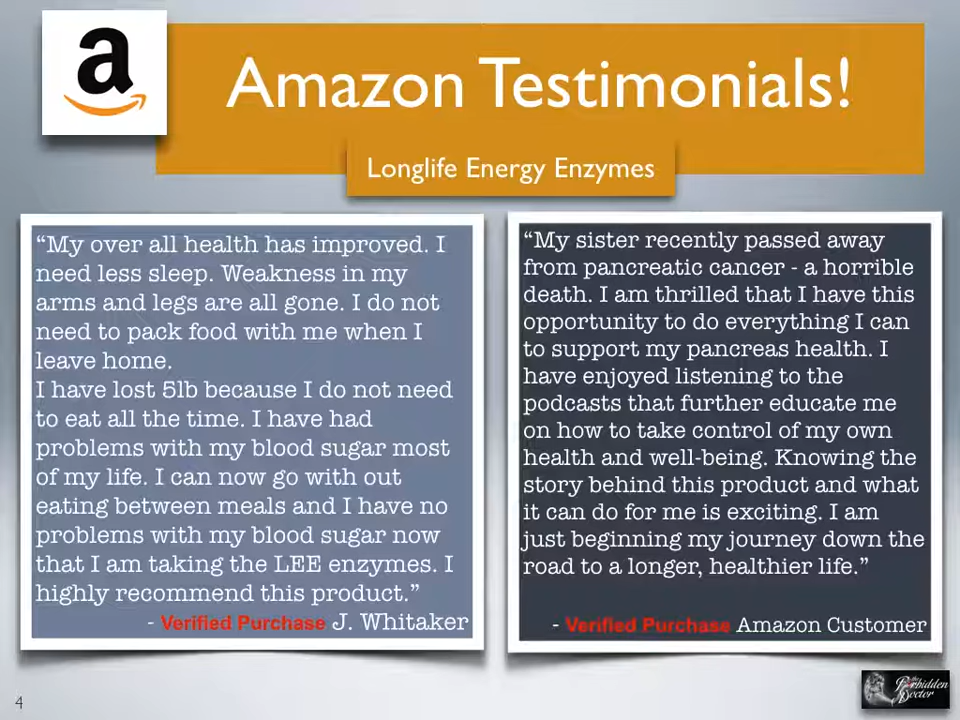 a
Amazon Testimonials!
Longlife Energy Enzymes
“My over all health has improved. I
need less sleep. Weakness in my
arms and legs are all gone. I do not
need to pack food with me when I
leave home.
I have lost 5lb because I do not need
to eat all the time. I have had
problems with my blood sugar most
of my life. I can now go with out
eating between meals and I have no
problems with my blood sugar now
that I am taking the LEE enzymes. I
highly recommend this product.”
- Verified Purchase J. Whitaker
“My sister recently passed away
from pancreatic cancer - a horrible
death. I am thrilled that I have this
opportunity to do everything I can
to support my pancreas health. I
have enjoyed listening to the
podcasts that further educate me
on how to take control of my own
health and well-being. Knowing the
story behind this product and what
it can do for me is exciting. I am
just beginning my journey down the
road to a longer, healthier life.”
- Verified Purchase Amazon Customer
4
the
Forbidden
Doctor